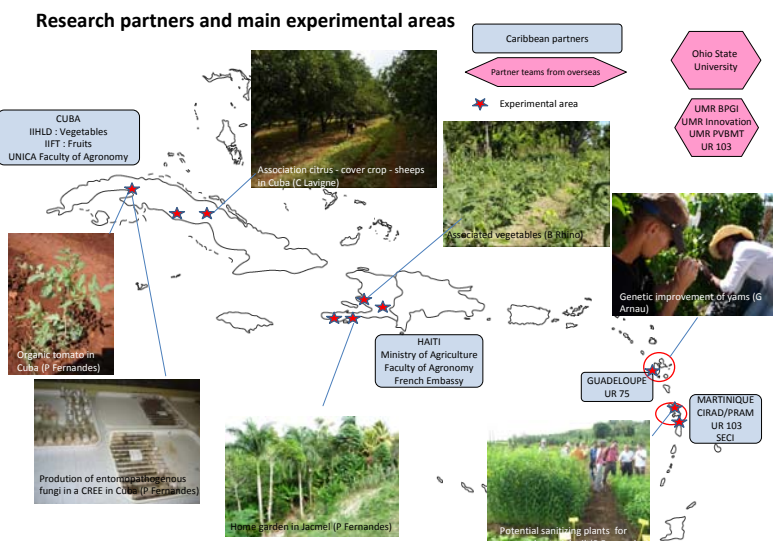 Research partners and main experimental areas
Caribbean partners
Partner teams from overseas
Experimental area
Ohio State
University
UMR BPGI
UMR Innovation
UMR PVBMT
UR 103
CUBA
IIHLD : Vegetables
IIFT : Fruits
UNICA Faculty of Agronomy
Association citrus - cover crop - sheeps
in Cuba (C Lavigne)
Associated vegetables (B Rhino)
Genetic improvement of yams (G
Arnau)
Organic tomato in
Cuba (P Fernandes)
HAITI
Ministry of Agriculture
Faculty of Agronomy
French Embassy
GUADELOUPE
UR 75
MARTINIQUE
CIRAD/PRAM
UR 103
SECI
Prodution of entomopathogenous
fungi in a CREE in Cuba (P Fernandes)
Home garden in Jacmel (P Fernandes)
Potential sanitizing plants for